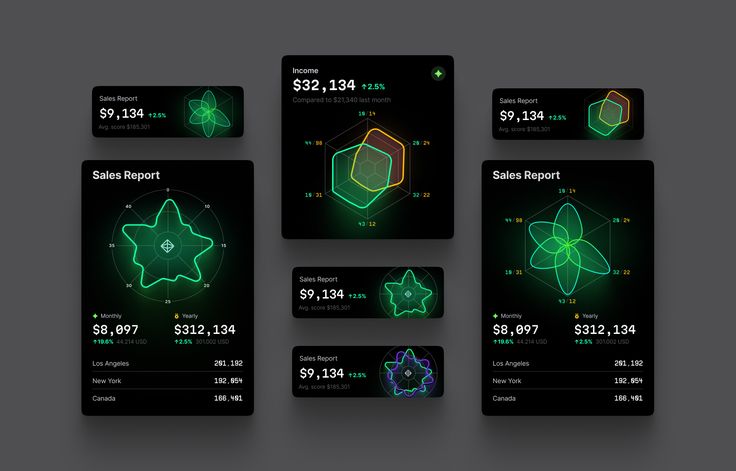 Sales Report
$9,134 ↑2.5%
Avg. score $185,301
Sales Report
0
40
10
35
15
30
20
25
Monthly
Yearly
$8,097
$312,134
↑19.6% 44.214 USD
↑2.5% 301.002 USD
Los Angeles 201,192
New York 192,054
Canada 166,401
Income
$32,134 ↑2.5%
Compared to $21,340 last month
10/14
44/98
28/24
10/31
32/22
43/12
Sales Report
$9,134 ↑2.5%
Avg. score $185,301
Sales Report
$9,134 ↑2.5%
Avg. score $185,301
Sales Report
$9,134 ↑2.5%
Avg. score $185,301
Sales Report
10/14
44/98
28/24
10/31
32/22
43/12
Monthly
Yearly
$8,097
$312,134
↑19.6% 44.214 USD
↑2.5% 301.002 USD
Los Angeles 201,192
New York 192,054
Canada 166,401